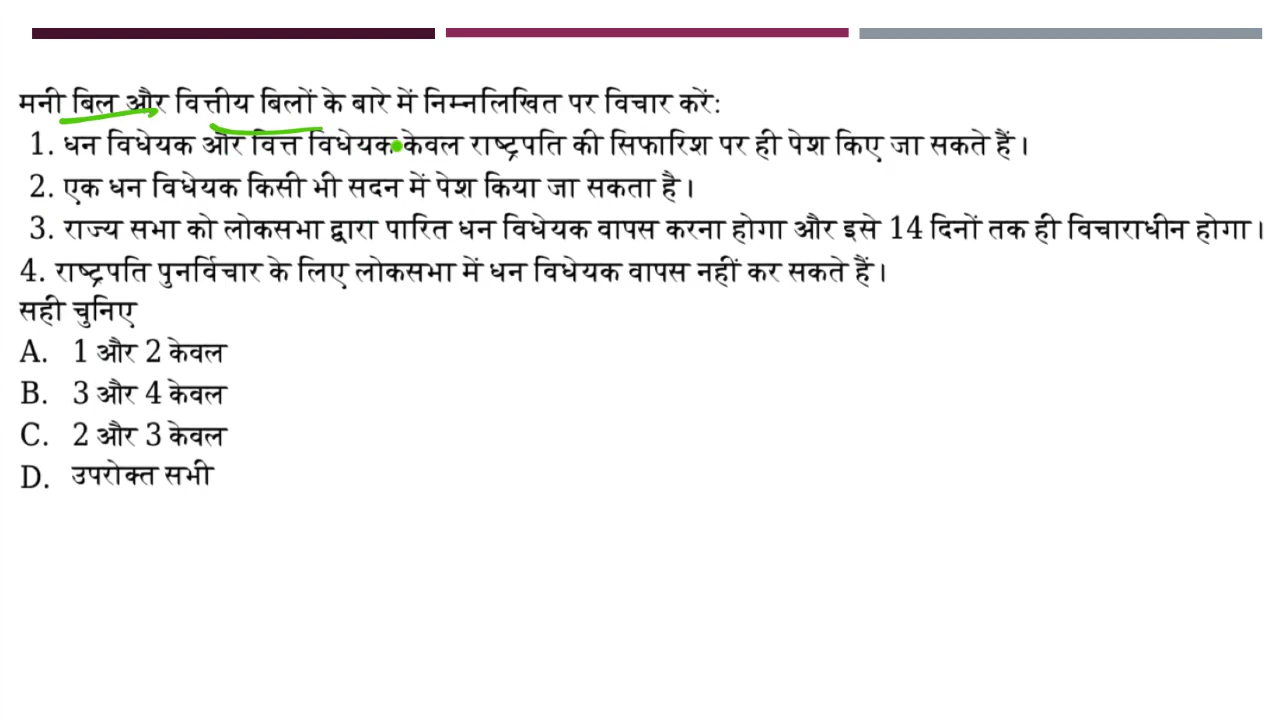 मनी बिल और वित्तीय बिलों के बारे में निम्नलिखित पर विचार करें:
1. धन विधेयक और वित्त विधेयक केवल राष्ट्रपति की सिफारिश पर ही पेश किए जा सकते हैं।
2. एक धन विधेयक किसी भी सदन में पेश किया जा सकता है।
3. राज्य सभा को लोकसभा द्वारा पारित धन विधेयक वापस करना होगा और इसे 14 दिनों तक ही विचाराधीन होगा।
4. राष्ट्रपति पुनर्विचार के लिए लोकसभा में धन विधेयक वापस नहीं कर सकते हैं।
सही चुनिए
A. 1 और 2 केवल
B. 3 और 4 केवल
C. 2 और 3 केवल
D. उपरोक्त सभी